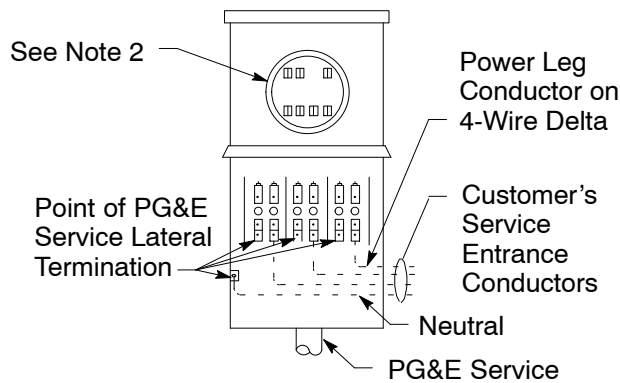 See Note 2
Power Leg
Conductor on
4-Wire Delta
Point of PG&E
Service Lateral
Termination
Customer's
Service
Entrance
Conductors
Neutral
PG&E Service